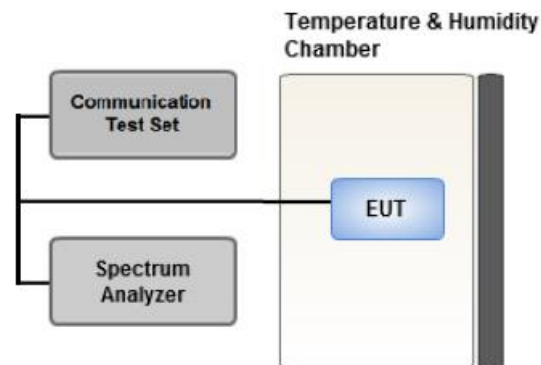 Temperature & Humidity
Chamber
Communication
Test Set
EUT
Spectrum
Analyzer